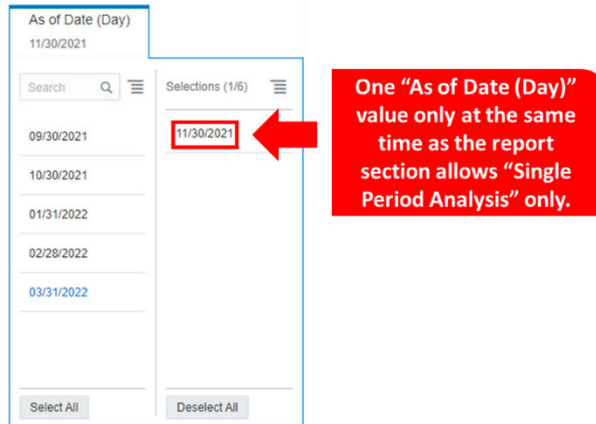 As of Date (Day)
11/30/2021
Search
Selections (1/6)
09/30/2021
10/30/2021
01/31/2022
02/28/2022
03/31/2022
11/30/2021
Select All
Deselect All
One “As of Date (Day)”
value only at the same
time as the report
section allows “Single
Period Analysis” only.